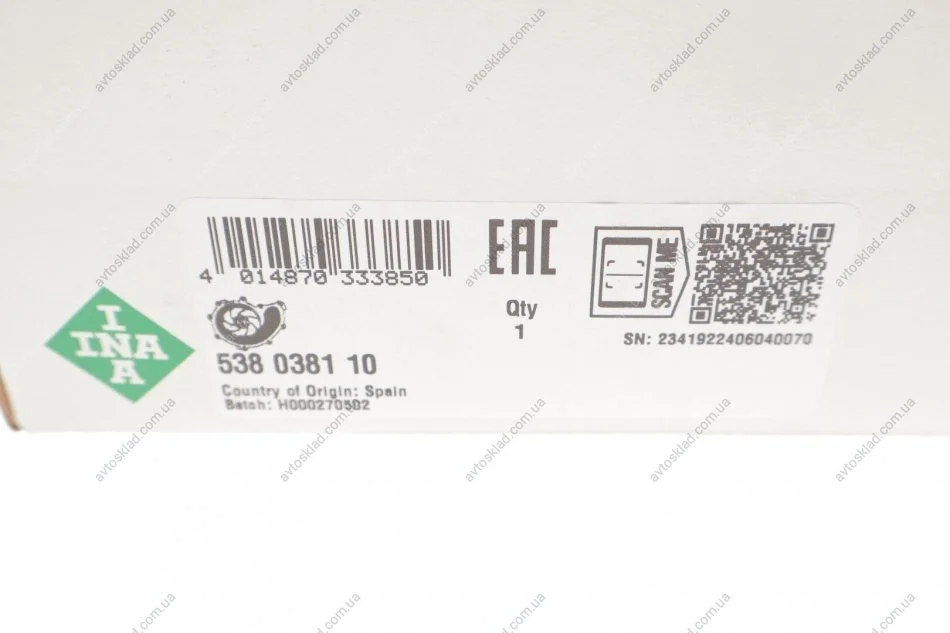 4 014870 333850
EAC
SCAN ME
SN: 2341922406040070
Qty
1
I
INA
A
538 0381 10
Country of Origin: Spain
Batch: H000270502
avtosklad.com.ua